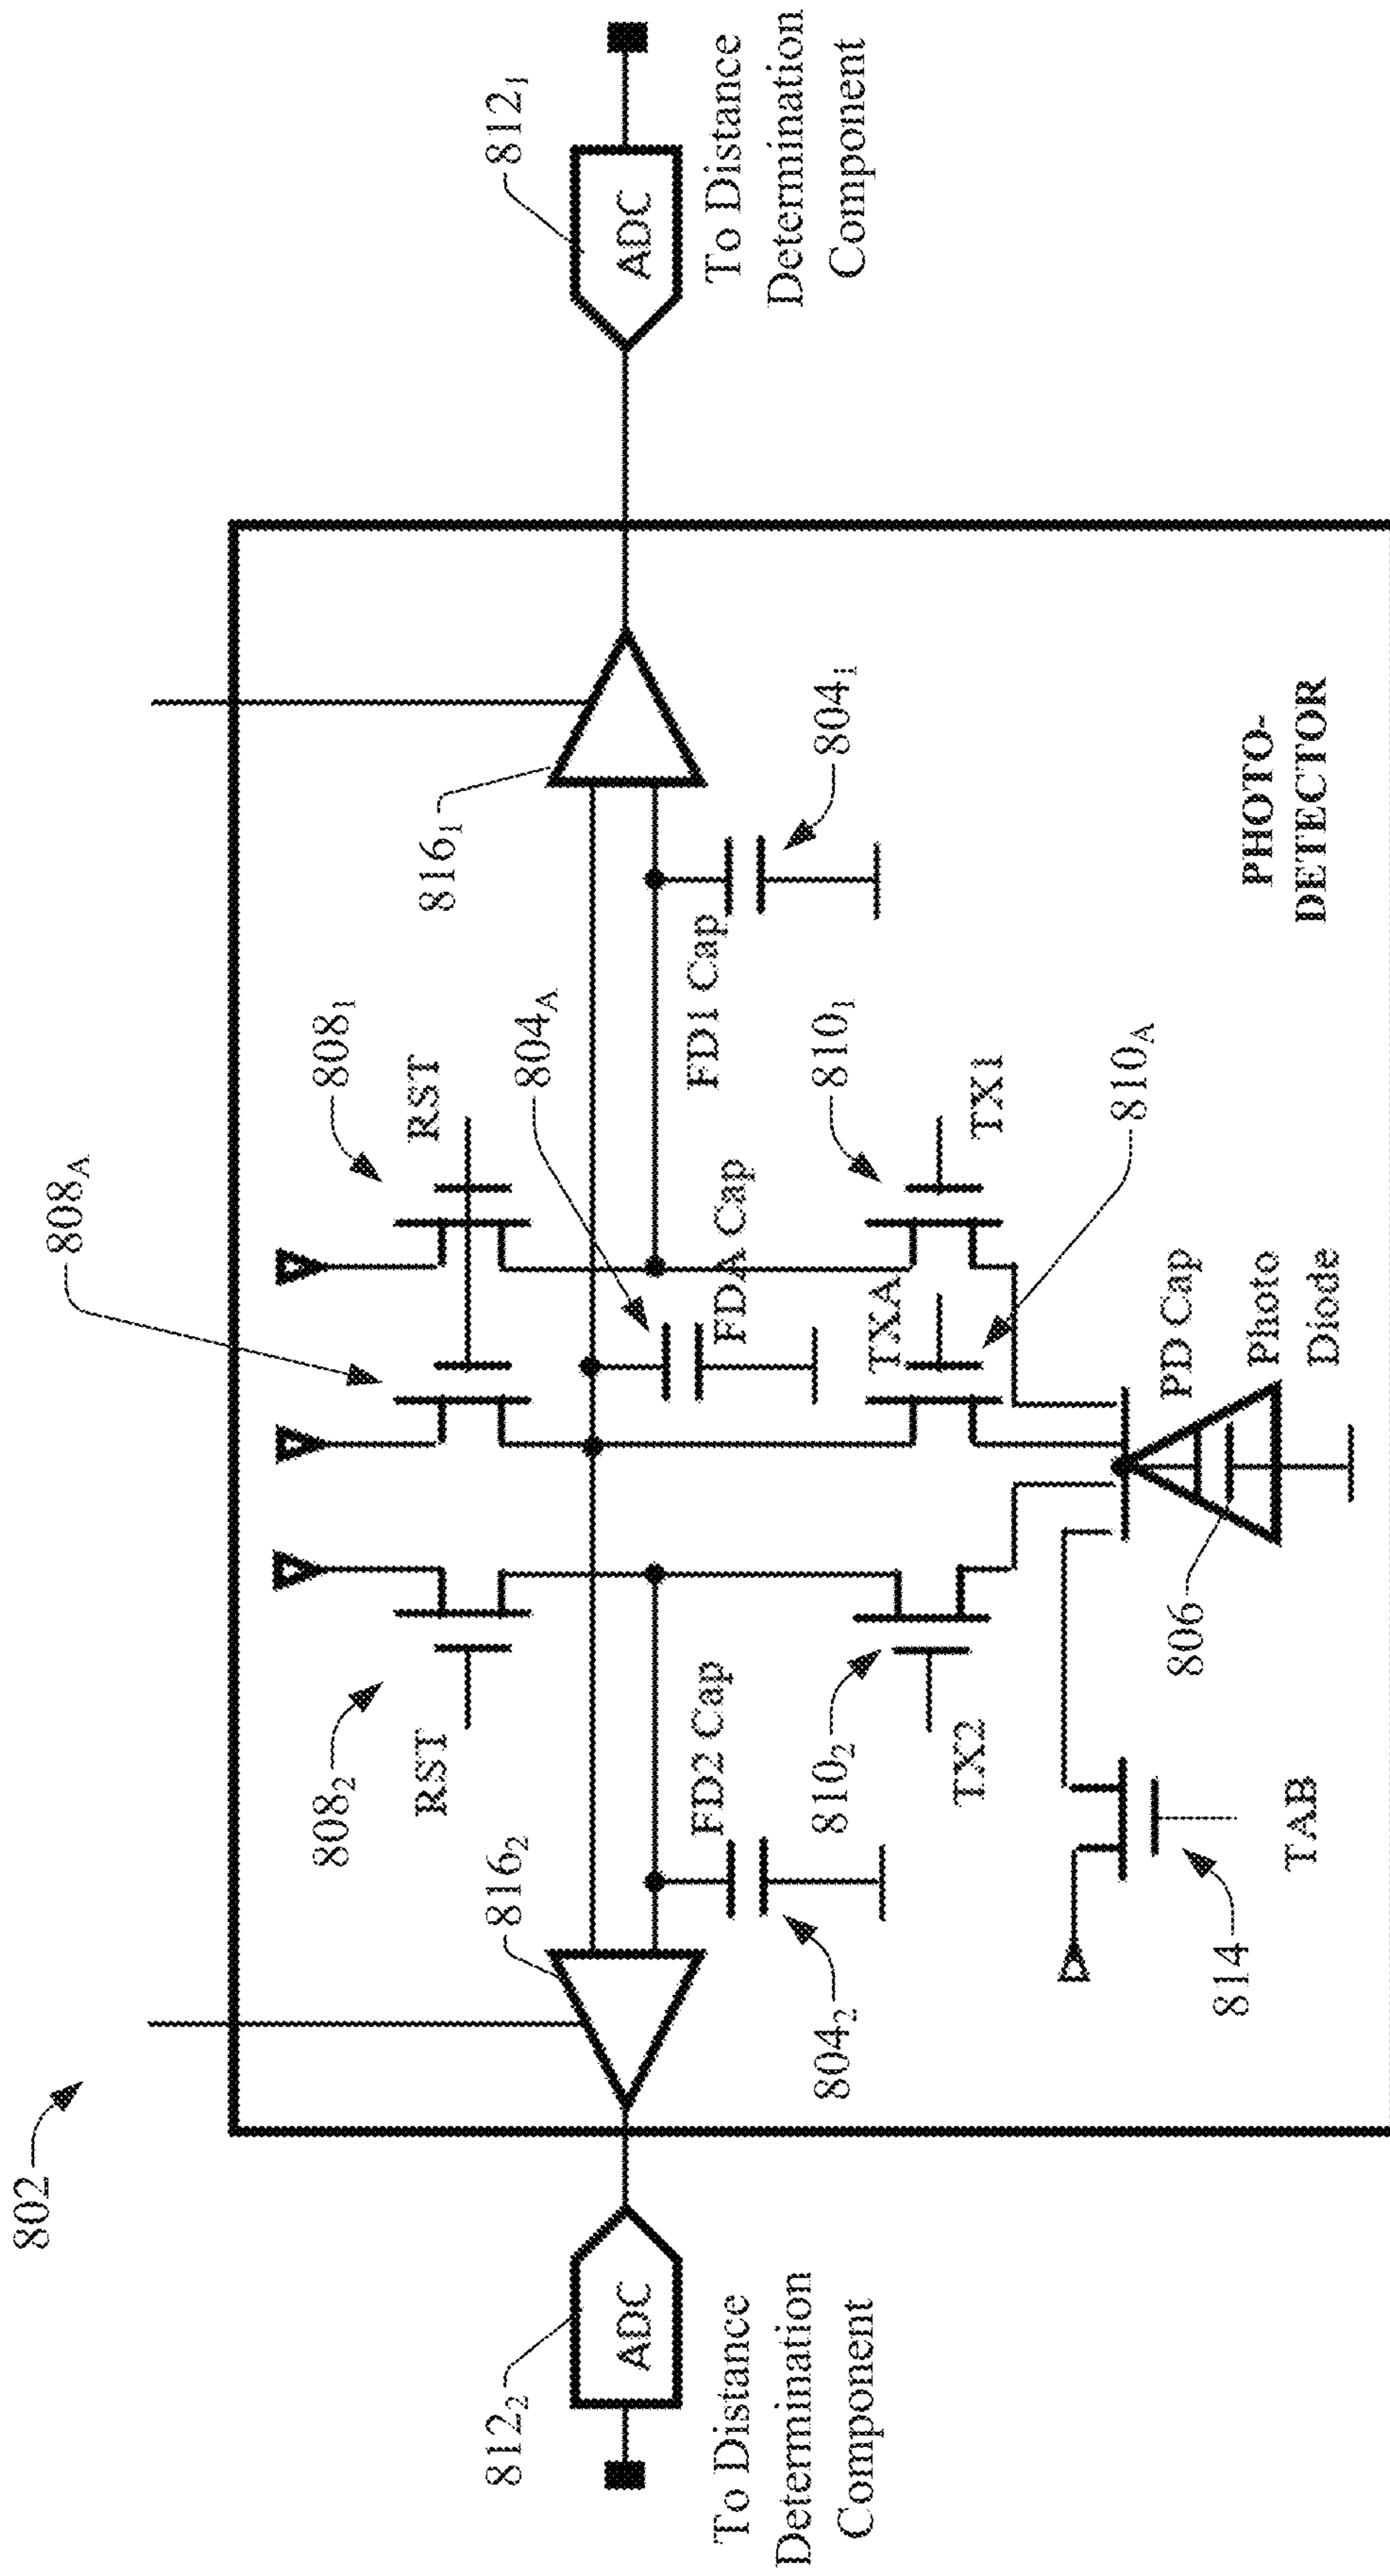 802
808A
808₂
808₁
RST
RST
812₂
816₂
804A
816₁
812₁
ADC
ADC
To Distance
Determination
Component
To Distance
Determination
Component
FD2 Cap
FDA Cap
FD1 Cap
804₂
810₂
810₁
804₁
TX2
TXA
TX1
810A
PD Cap
Photo
Diode
806
814
TAB
PHOTO-
DETECTOR